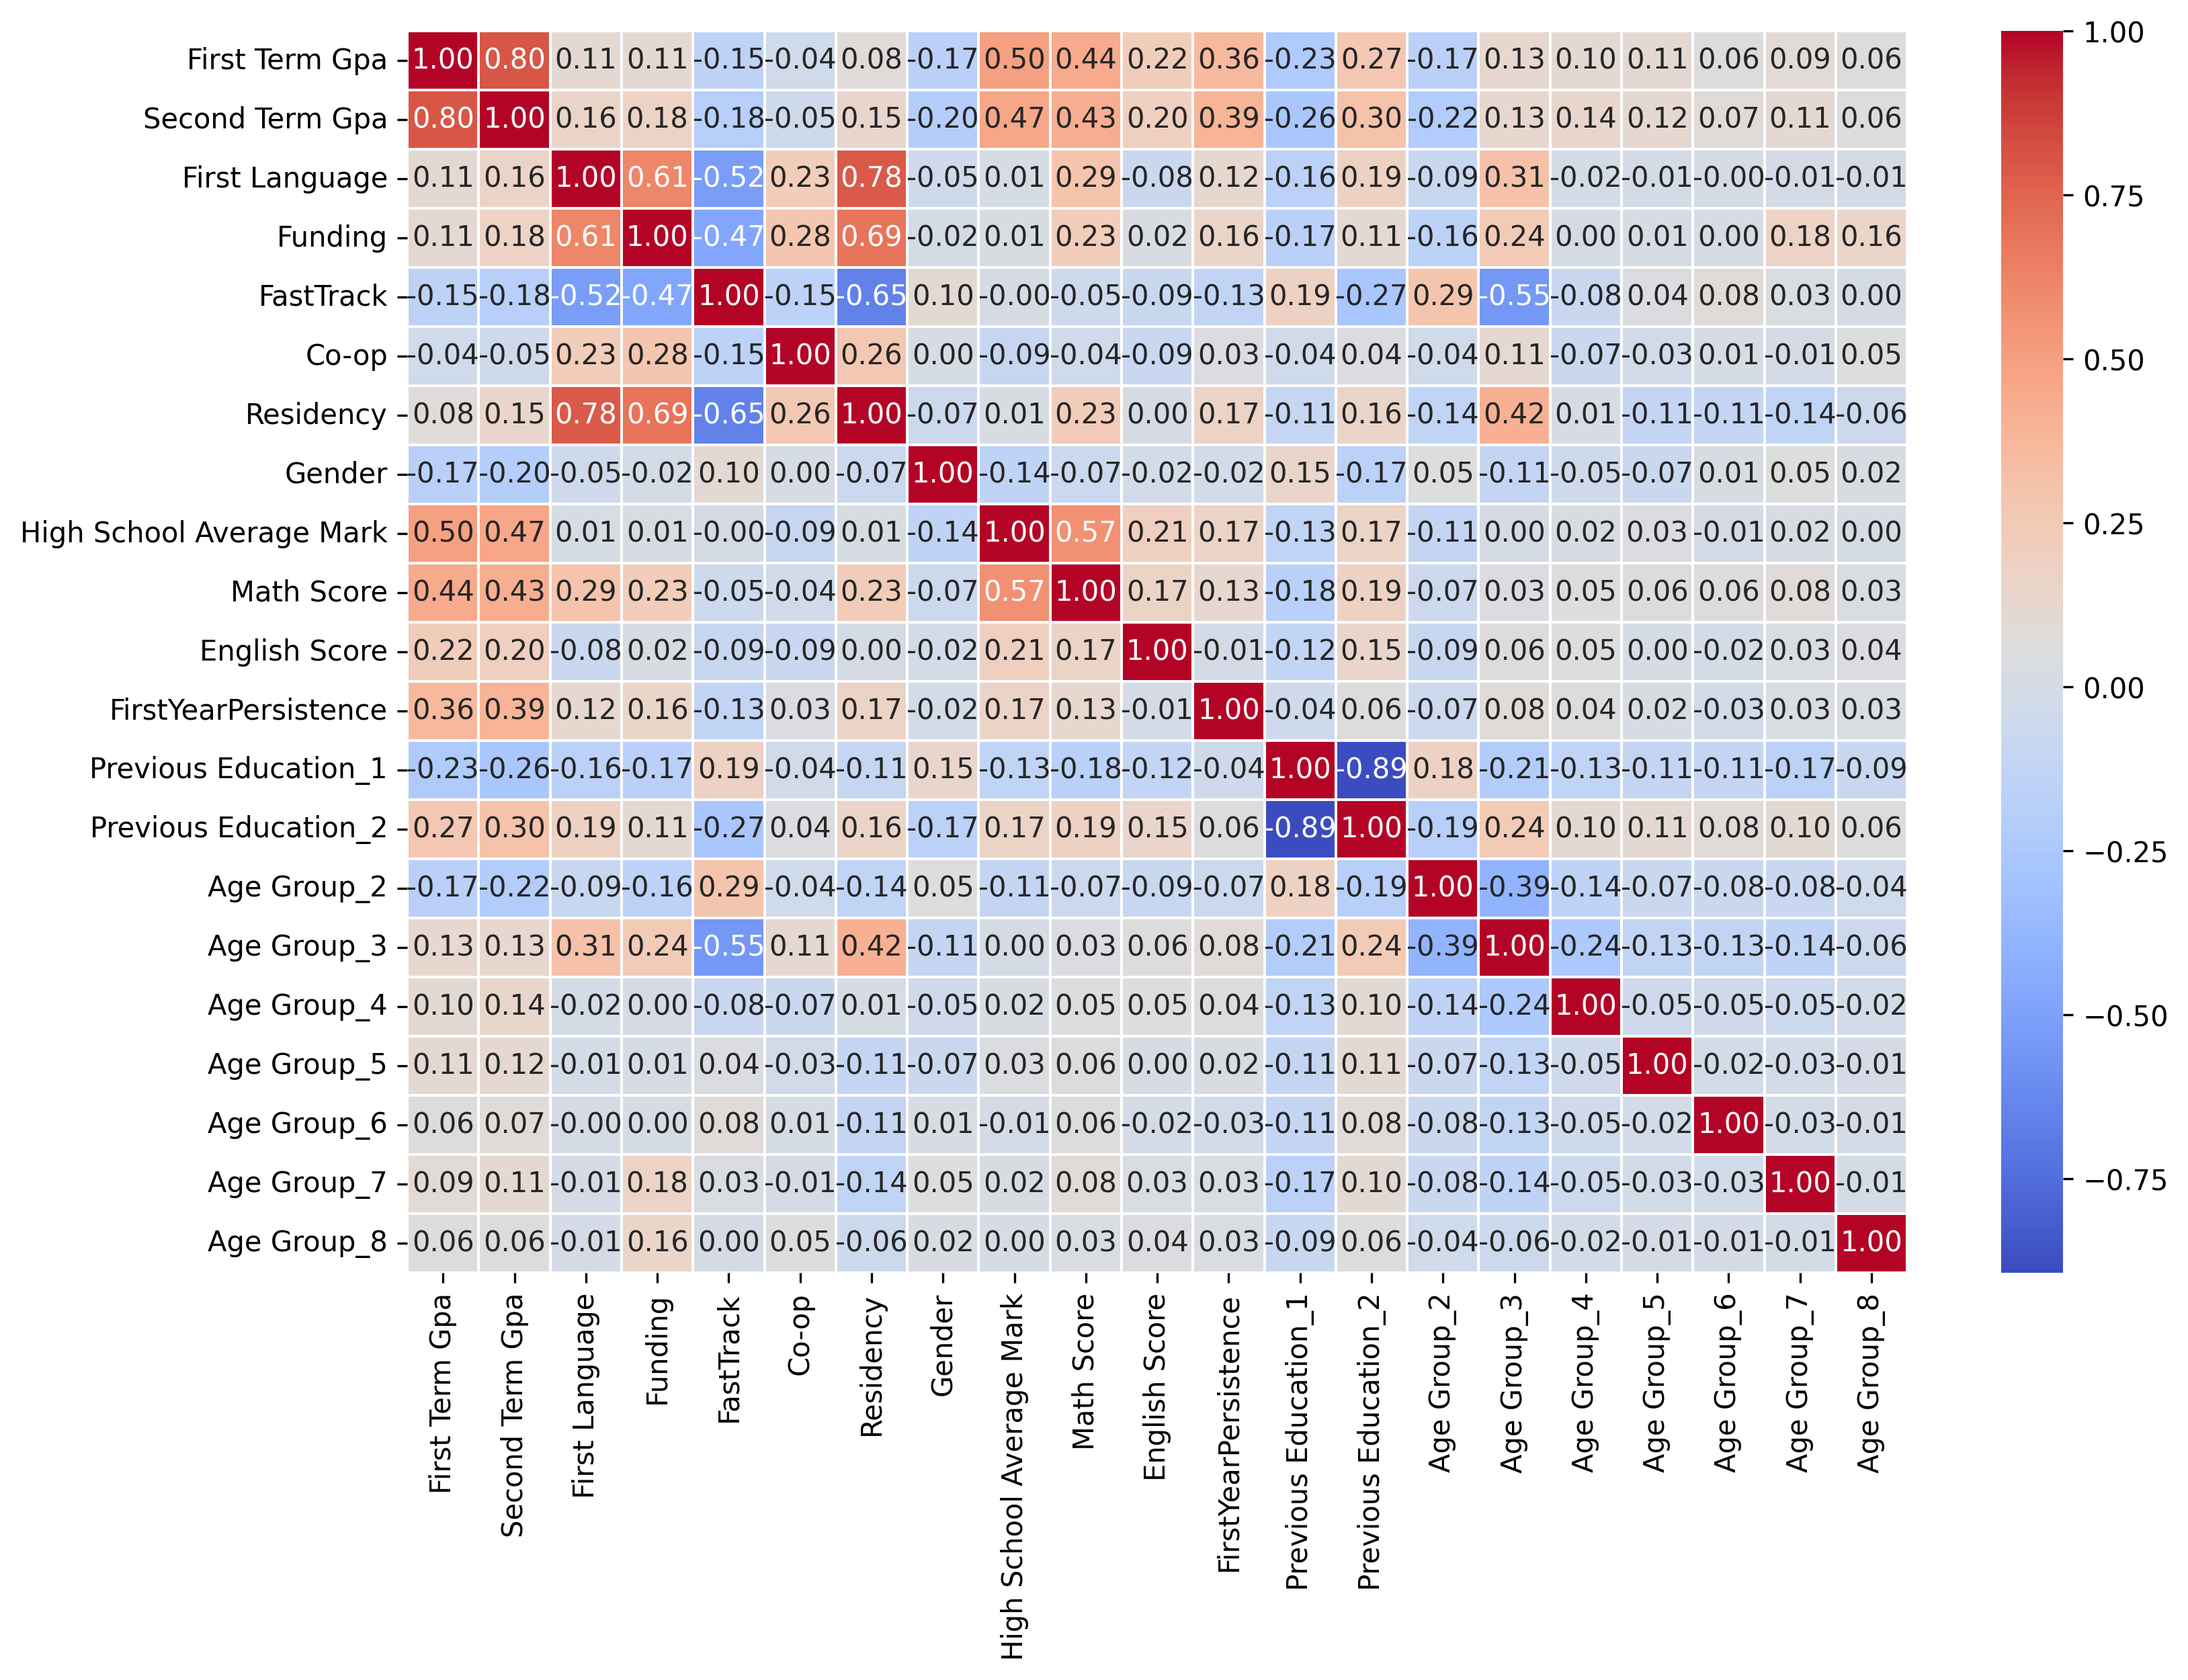 First Term Gpa 1.00 0.80 0.11 0.11 -0.15 -0.04 0.08 -0.17 0.50 0.44 0.22 0.36 -0.23 0.27 -0.17 0.13 0.10 0.11 0.06 0.09 0.06
Second Term Gpa 0.80 1.00 0.16 0.18 -0.18 -0.05 0.15 -0.20 0.47 0.43 0.20 0.39 -0.26 0.30 -0.22 0.13 0.14 0.12 0.07 0.11 0.06
First Language 0.11 0.16 1.00 0.61 -0.52 0.23 0.78 -0.05 0.01 0.29 -0.08 0.12 -0.16 0.19 -0.09 0.31 -0.02 -0.01 -0.00 -0.01 -0.01
Funding 0.11 0.18 0.61 1.00 -0.47 0.28 0.69 -0.02 0.01 0.23 0.02 0.16 -0.17 0.11 -0.16 0.24 0.00 0.01 0.00 0.18 0.16
FastTrack -0.15 -0.18 -0.52 -0.47 1.00 -0.15 -0.65 0.10 -0.00 -0.05 -0.09 -0.13 0.19 -0.27 0.29 -0.55 -0.08 0.04 0.08 0.03 0.00
Co-op -0.04 -0.05 0.23 0.28 -0.15 1.00 0.26 0.00 -0.09 -0.04 -0.09 0.03 -0.04 0.04 -0.04 0.11 -0.07 -0.03 0.01 -0.01 0.05
Residency 0.08 0.15 0.78 0.69 -0.65 0.26 1.00 -0.07 0.01 0.23 0.00 0.17 -0.11 0.16 -0.14 0.42 0.01 -0.11 -0.11 -0.14 -0.06
Gender -0.17 -0.20 -0.05 -0.02 0.10 0.00 -0.07 1.00 -0.14 -0.07 -0.02 -0.02 0.15 -0.17 0.05 -0.11 -0.05 -0.07 0.01 0.05 0.02
High School Average Mark 0.50 0.47 0.01 0.01 -0.00 -0.09 0.01 -0.14 1.00 0.57 0.21 0.17 -0.13 0.17 -0.11 0.00 0.02 0.03 -0.01 0.02 0.00
Math Score 0.44 0.43 0.29 0.23 -0.05 -0.04 0.23 -0.07 0.57 1.00 0.17 0.13 -0.18 0.19 -0.07 0.03 0.05 0.06 0.06 0.08 0.03
English Score 0.22 0.20 -0.08 0.02 -0.09 -0.09 0.00 -0.02 0.21 0.17 1.00 -0.01 -0.12 0.15 -0.09 0.06 0.05 0.00 -0.02 0.03 0.04
FirstYearPersistence 0.36 0.39 0.12 0.16 -0.13 0.03 0.17 -0.02 0.17 0.13 -0.01 1.00 -0.04 0.06 -0.07 0.08 0.04 0.02 -0.03 0.03 0.03
Previous Education_1 -0.23 -0.26 -0.16 -0.17 0.19 -0.04 -0.11 0.15 -0.13 -0.18 -0.12 -0.04 1.00 -0.89 0.18 -0.21 -0.13 -0.11 -0.11 -0.17 -0.09
Previous Education_2 0.27 0.30 0.19 0.11 -0.27 0.04 0.16 -0.17 0.17 0.19 0.15 0.06 -0.89 1.00 -0.19 0.24 0.10 0.11 0.08 0.10 0.06
Age Group_2 -0.17 -0.22 -0.09 -0.16 0.29 -0.04 -0.14 0.05 -0.11 -0.07 -0.09 -0.07 0.18 -0.19 1.00 -0.39 -0.14 -0.07 -0.08 -0.08 -0.04
Age Group_3 0.13 0.13 0.31 0.24 -0.55 0.11 0.42 -0.11 0.00 0.03 0.06 0.08 -0.21 0.24 -0.39 1.00 -0.24 -0.13 -0.13 -0.14 -0.06
Age Group_4 0.10 0.14 -0.02 0.00 -0.08 -0.07 0.01 -0.05 0.02 0.05 0.05 0.04 -0.13 0.10 -0.14 -0.24 1.00 -0.05 -0.05 -0.05 -0.02
Age Group_5 0.11 0.12 -0.01 0.01 0.04 -0.03 -0.11 -0.07 0.03 0.06 0.00 0.02 -0.11 0.11 -0.07 -0.13 -0.05 1.00 -0.02 -0.03 -0.01
Age Group_6 0.06 0.07 -0.00 0.00 0.08 0.01 -0.11 0.01 -0.01 0.06 -0.02 -0.03 -0.11 0.08 -0.08 -0.13 -0.05 -0.02 1.00 -0.03 -0.01
Age Group_7 0.09 0.11 -0.01 0.18 0.03 -0.01 -0.14 0.05 0.02 0.08 0.03 0.03 -0.17 0.10 -0.08 -0.14 -0.05 -0.03 -0.03 1.00 -0.01
Age Group_8 0.06 0.06 -0.01 0.16 0.00 0.05 -0.06 0.02 0.00 0.03 0.04 0.03 -0.09 0.06 -0.04 -0.06 -0.02 -0.01 -0.01 -0.01 1.00
First Term Gpa
Second Term Gpa
First Language
Funding
FastTrack
Co-op
Residency
Gender
High School Average Mark
Math Score
English Score
FirstYearPersistence
Previous Education_1
Previous Education_2
Age Group_2
Age Group_3
Age Group_4
Age Group_5
Age Group_6
Age Group_7
Age Group_8
1.00
0.75
0.50
0.25
0.00
−0.25
−0.50
−0.75